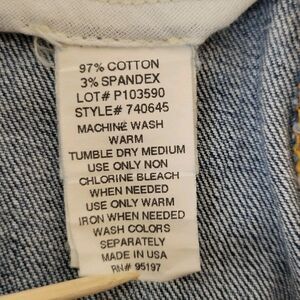 97% COTTON
3% SPANDEX
LOT# P103590
STYLE# 740645
MACHINE WASH
WARM
TUMBLE DRY MEDIUM
USE ONLY NON
CHLORINE BLEACH
WHEN NEEDED
USE ONLY WARM
IRON WHEN NEEDED
WASH COLORS
SEPARATELY
MADE IN USA
RN# 95197